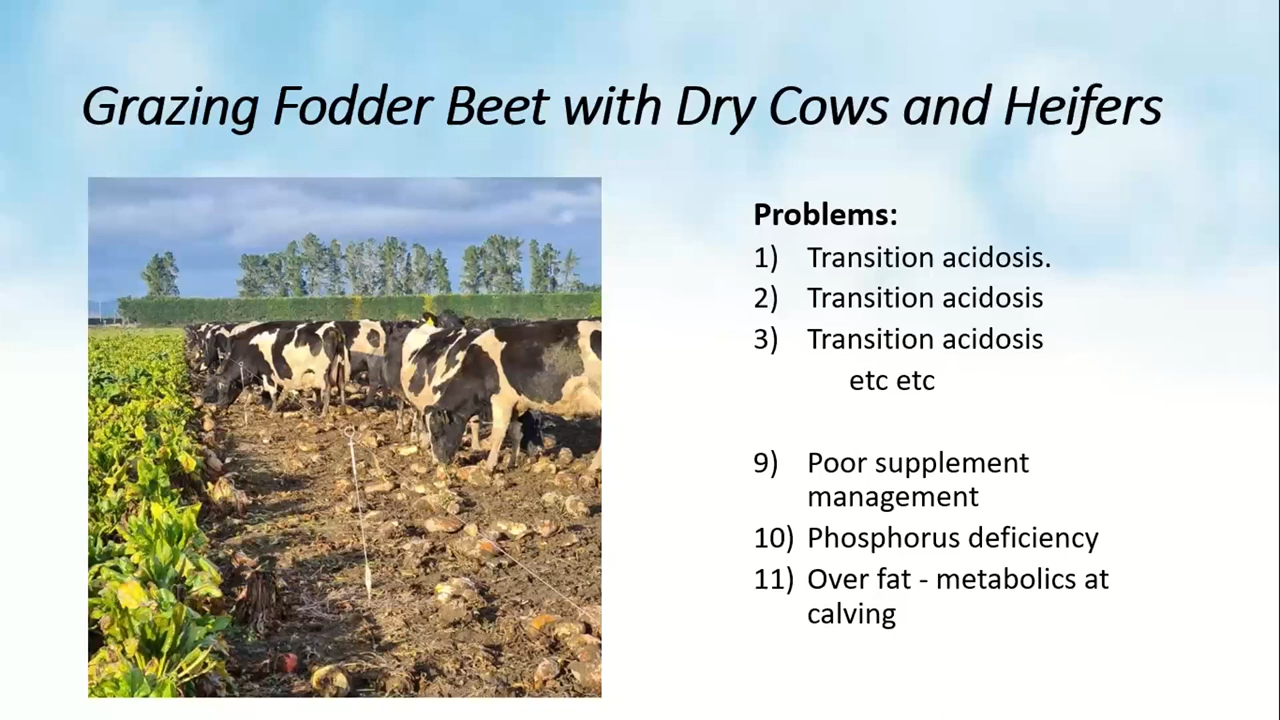 Grazing Fodder Beet with Dry Cows and Heifers
Problems:
1) Transition acidosis.
2) Transition acidosis
3) Transition acidosis
etc etc
9) Poor supplement
management
10) Phosphorus deficiency
11) Over fat - metabolics at
calving